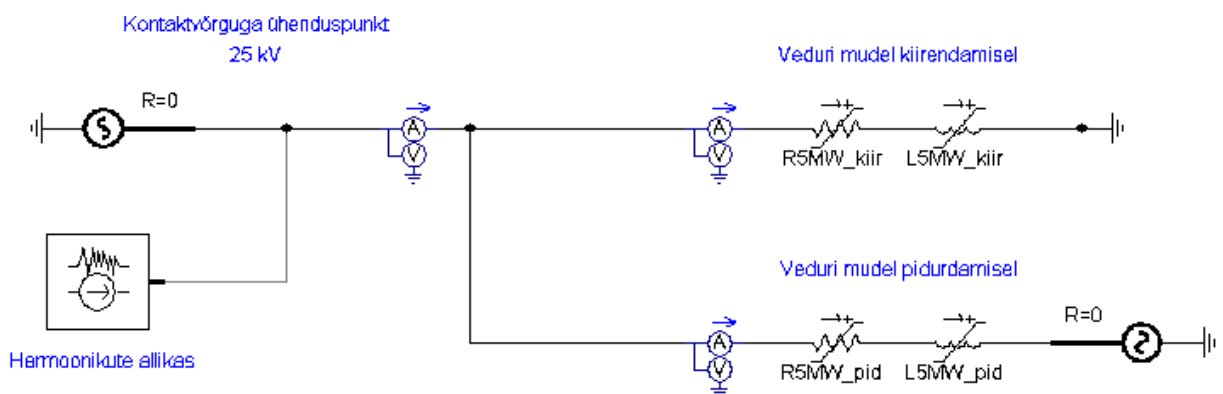 Kontaktvõrguga ühenduspunkt
25 kV
Veduri mudel kiirendamisel
R=0
A
V
A
V
R5MW_kiir
L5MW_kiir
Veduri mudel pidurdamisel
R=0
A
V
R5MW_pid
L5MW_pid
Harmoonikute allikas